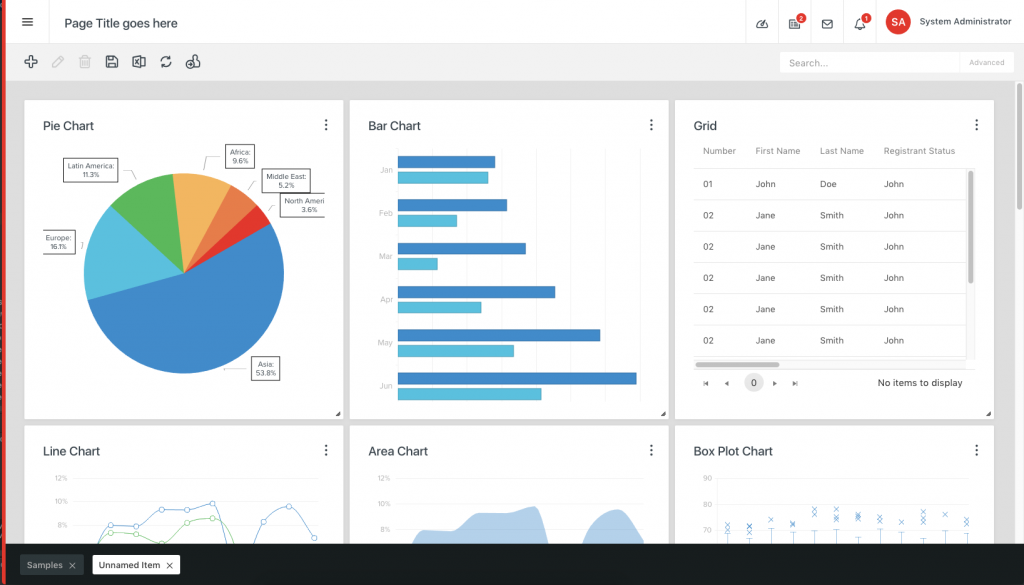 Page Title goes here
2
1
SA
System Administrator
Search...
Advanced
Pie Chart
Latin America:
11.3%
Africa:
9.6%
Middle East:
5.2%
North Ameri
3.6%
Europe:
16.1%
Asia:
53.8%
Bar Chart
Jan
Feb
Mar
Apr
May
Jun
Grid
Number First Name Last Name Registrant Status
01 John Doe John
02 Jane Smith John
02 Jane Smith John
02 Jane Smith John
02 Jane Smith John
02 Jane Smith John
0
No items to display
Line Chart
12%
10%
8%
Area Chart
12%
10%
8%
Box Plot Chart
90
80
70
Samples
Unnamed Item